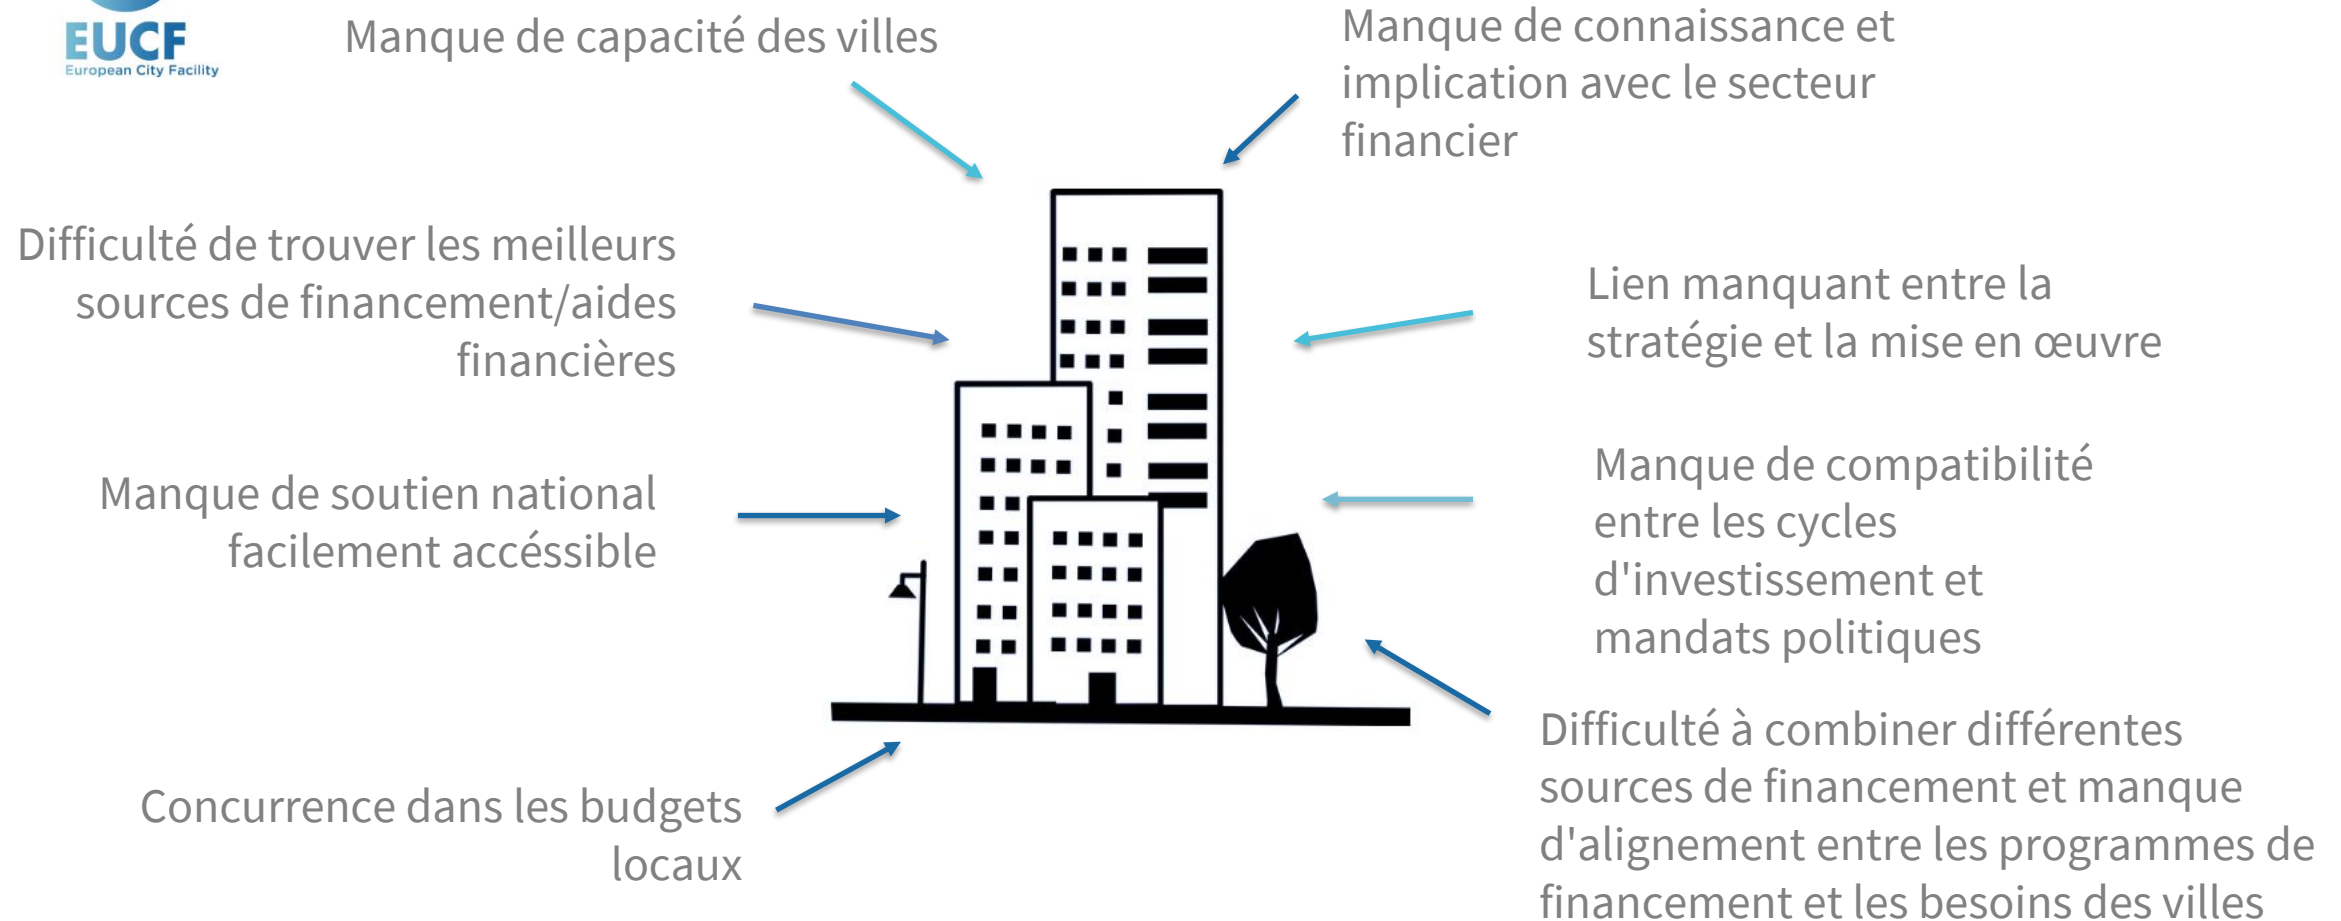 EUCF
European City Facility
Manque de capacité des villes
Manque de connaissance et
implication avec le secteur
financier
Difficulté de trouver les meilleurs
sources de financement/aides
financières
Lien manquant entre la
stratégie et la mise en œuvre
Manque de soutien national
facilement accéssible
Manque de compatibilité
entre les cycles
d'investissement et
mandats politiques
Concurrence dans les budgets
locaux
Difficulté à combiner différentes
sources de financement et manque
d'alignement entre les programmes de
financement et les besoins des villes